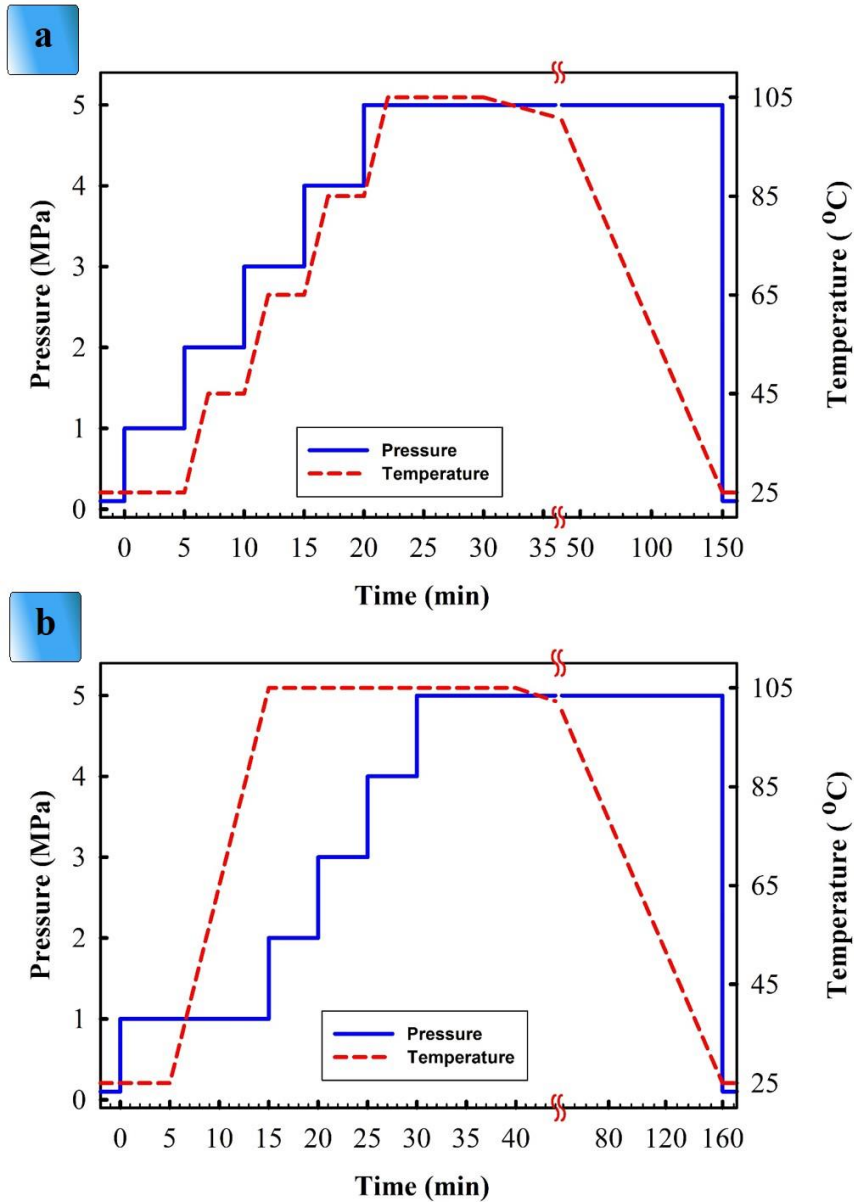 a
Pressure (MPa)
5
4
3
2
1
0
Temperature ( ºC)
105
85
65
45
25
Pressure
Temperature
0 5 10 15 20 25 30 35 50 100 150
Time (min)
b
Pressure (MPa)
5
4
3
2
1
0
Temperature ( ºC)
105
85
65
45
25
Pressure
Temperature
0 5 10 15 20 25 30 35 40 80 120 160
Time (min)